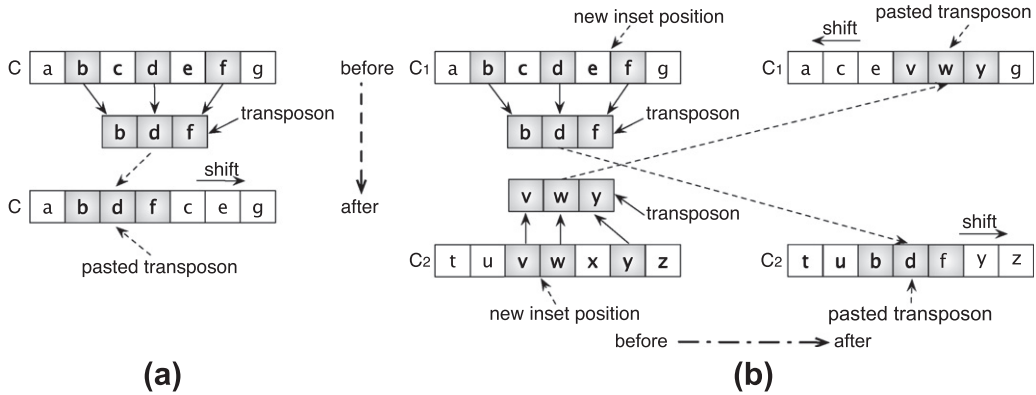 new inset position
pasted transposon
shift
C a b c d e f g
before
C1 a b c d e f g
C1 a c e v w y g
b d f
transposon
b d f
transposon
shift
v w y
transposon
C a b d f c e g
after
pasted transposon
shift
C2 t u v w x y z
C2 t u b d f y z
new inset position
pasted transposon
before
after
(a)
(b)